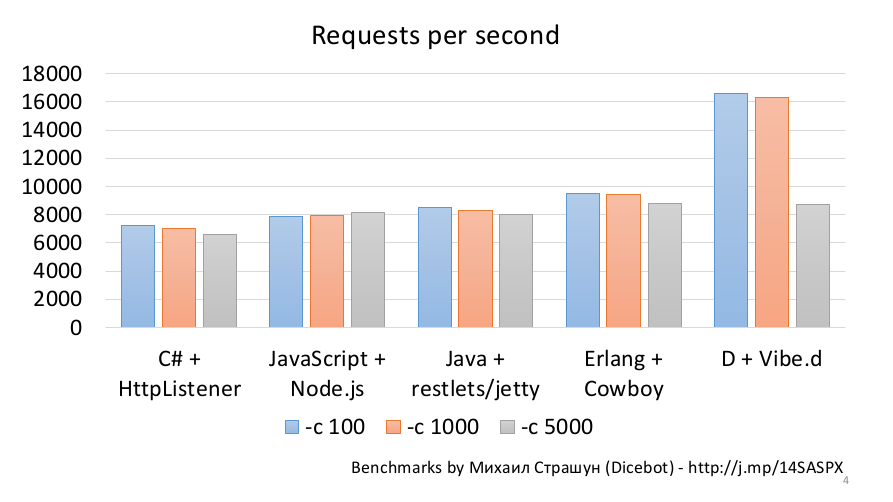 Requests per second
18000
16000
14000
12000
10000
8000
6000
4000
2000
0
C# + HttpListener
JavaScript + Node.js
Java + restlets/jetty
Erlang + Cowboy
D + Vibe.d
-c 100 -c 1000 -c 5000
Benchmarks by Михаил Страшун (Dicebot) - http://j.mp/14SASPX
4